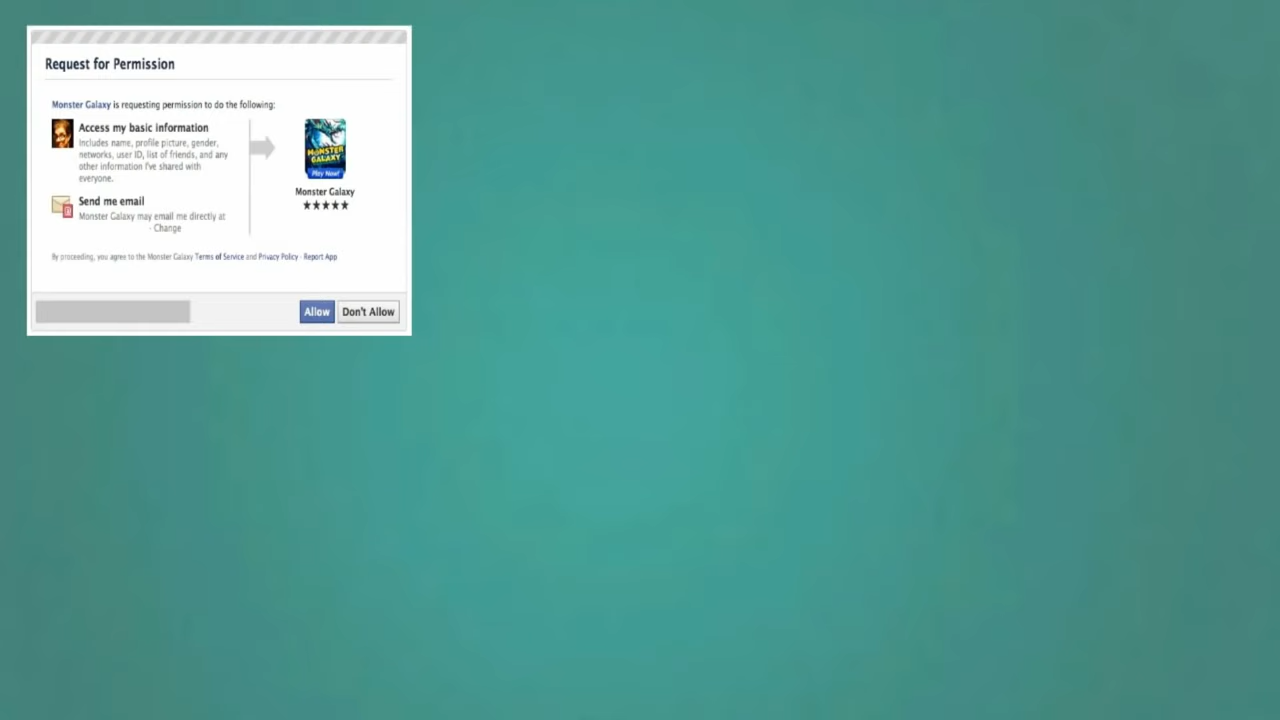 Request for Permission
Monster Galaxy is requesting permission to do the following:
Access my basic information
Includes name, profile picture, gender,
networks, user ID, list of friends, and any
other information I've shared with
everyone.
Send me email
Monster Galaxy may email me directly at
· Change
MONSTER
GALAXY
Play Now!
Monster Galaxy
★★★★★
By proceeding, you agree to the Monster Galaxy Terms of Service and Privacy Policy · Report App
Allow
Don't Allow